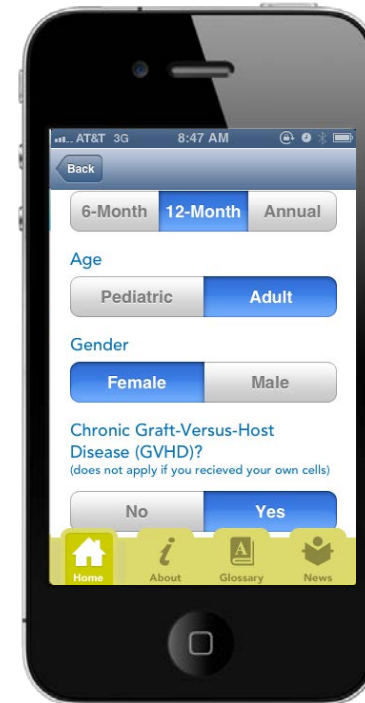 AT&T 3G 8:47 AM
Back
6-Month 12-Month Annual
Age
Pediatric Adult
Gender
Female Male
Chronic Graft-Versus-Host
Disease (GVHD)?
(does not apply if you recieved your own cells)
No Yes
Home About Glossary News